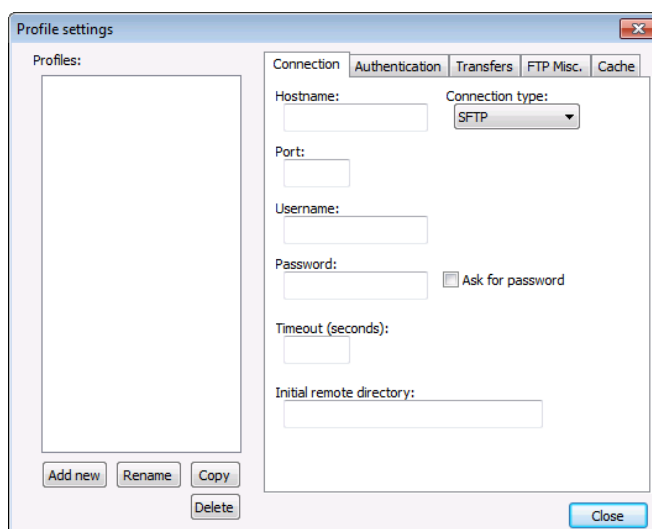 Profile settings
Profiles:
Connection Authentication Transfers FTP Misc. Cache
Hostname: Connection type:
SFTP
Port:
Username:
Password:
Ask for password
Timeout (seconds):
Initial remote directory:
Add new Rename Copy
Delete
Close